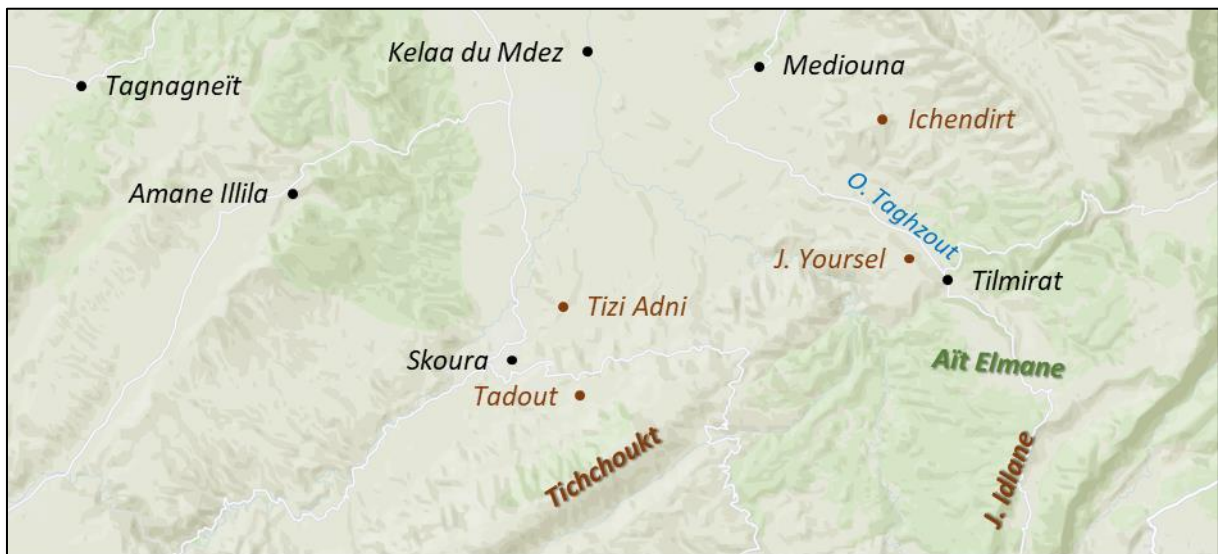 Kelaa du Mdez
Mediouna
Tagnagneït
Ichendirt
Amane Illila
O. Taghzout
J. Yoursel
Tilmirat
Tizi Adni
Skoura
Aït Elmane
Tadout
Tichchoukt
J. Idlane